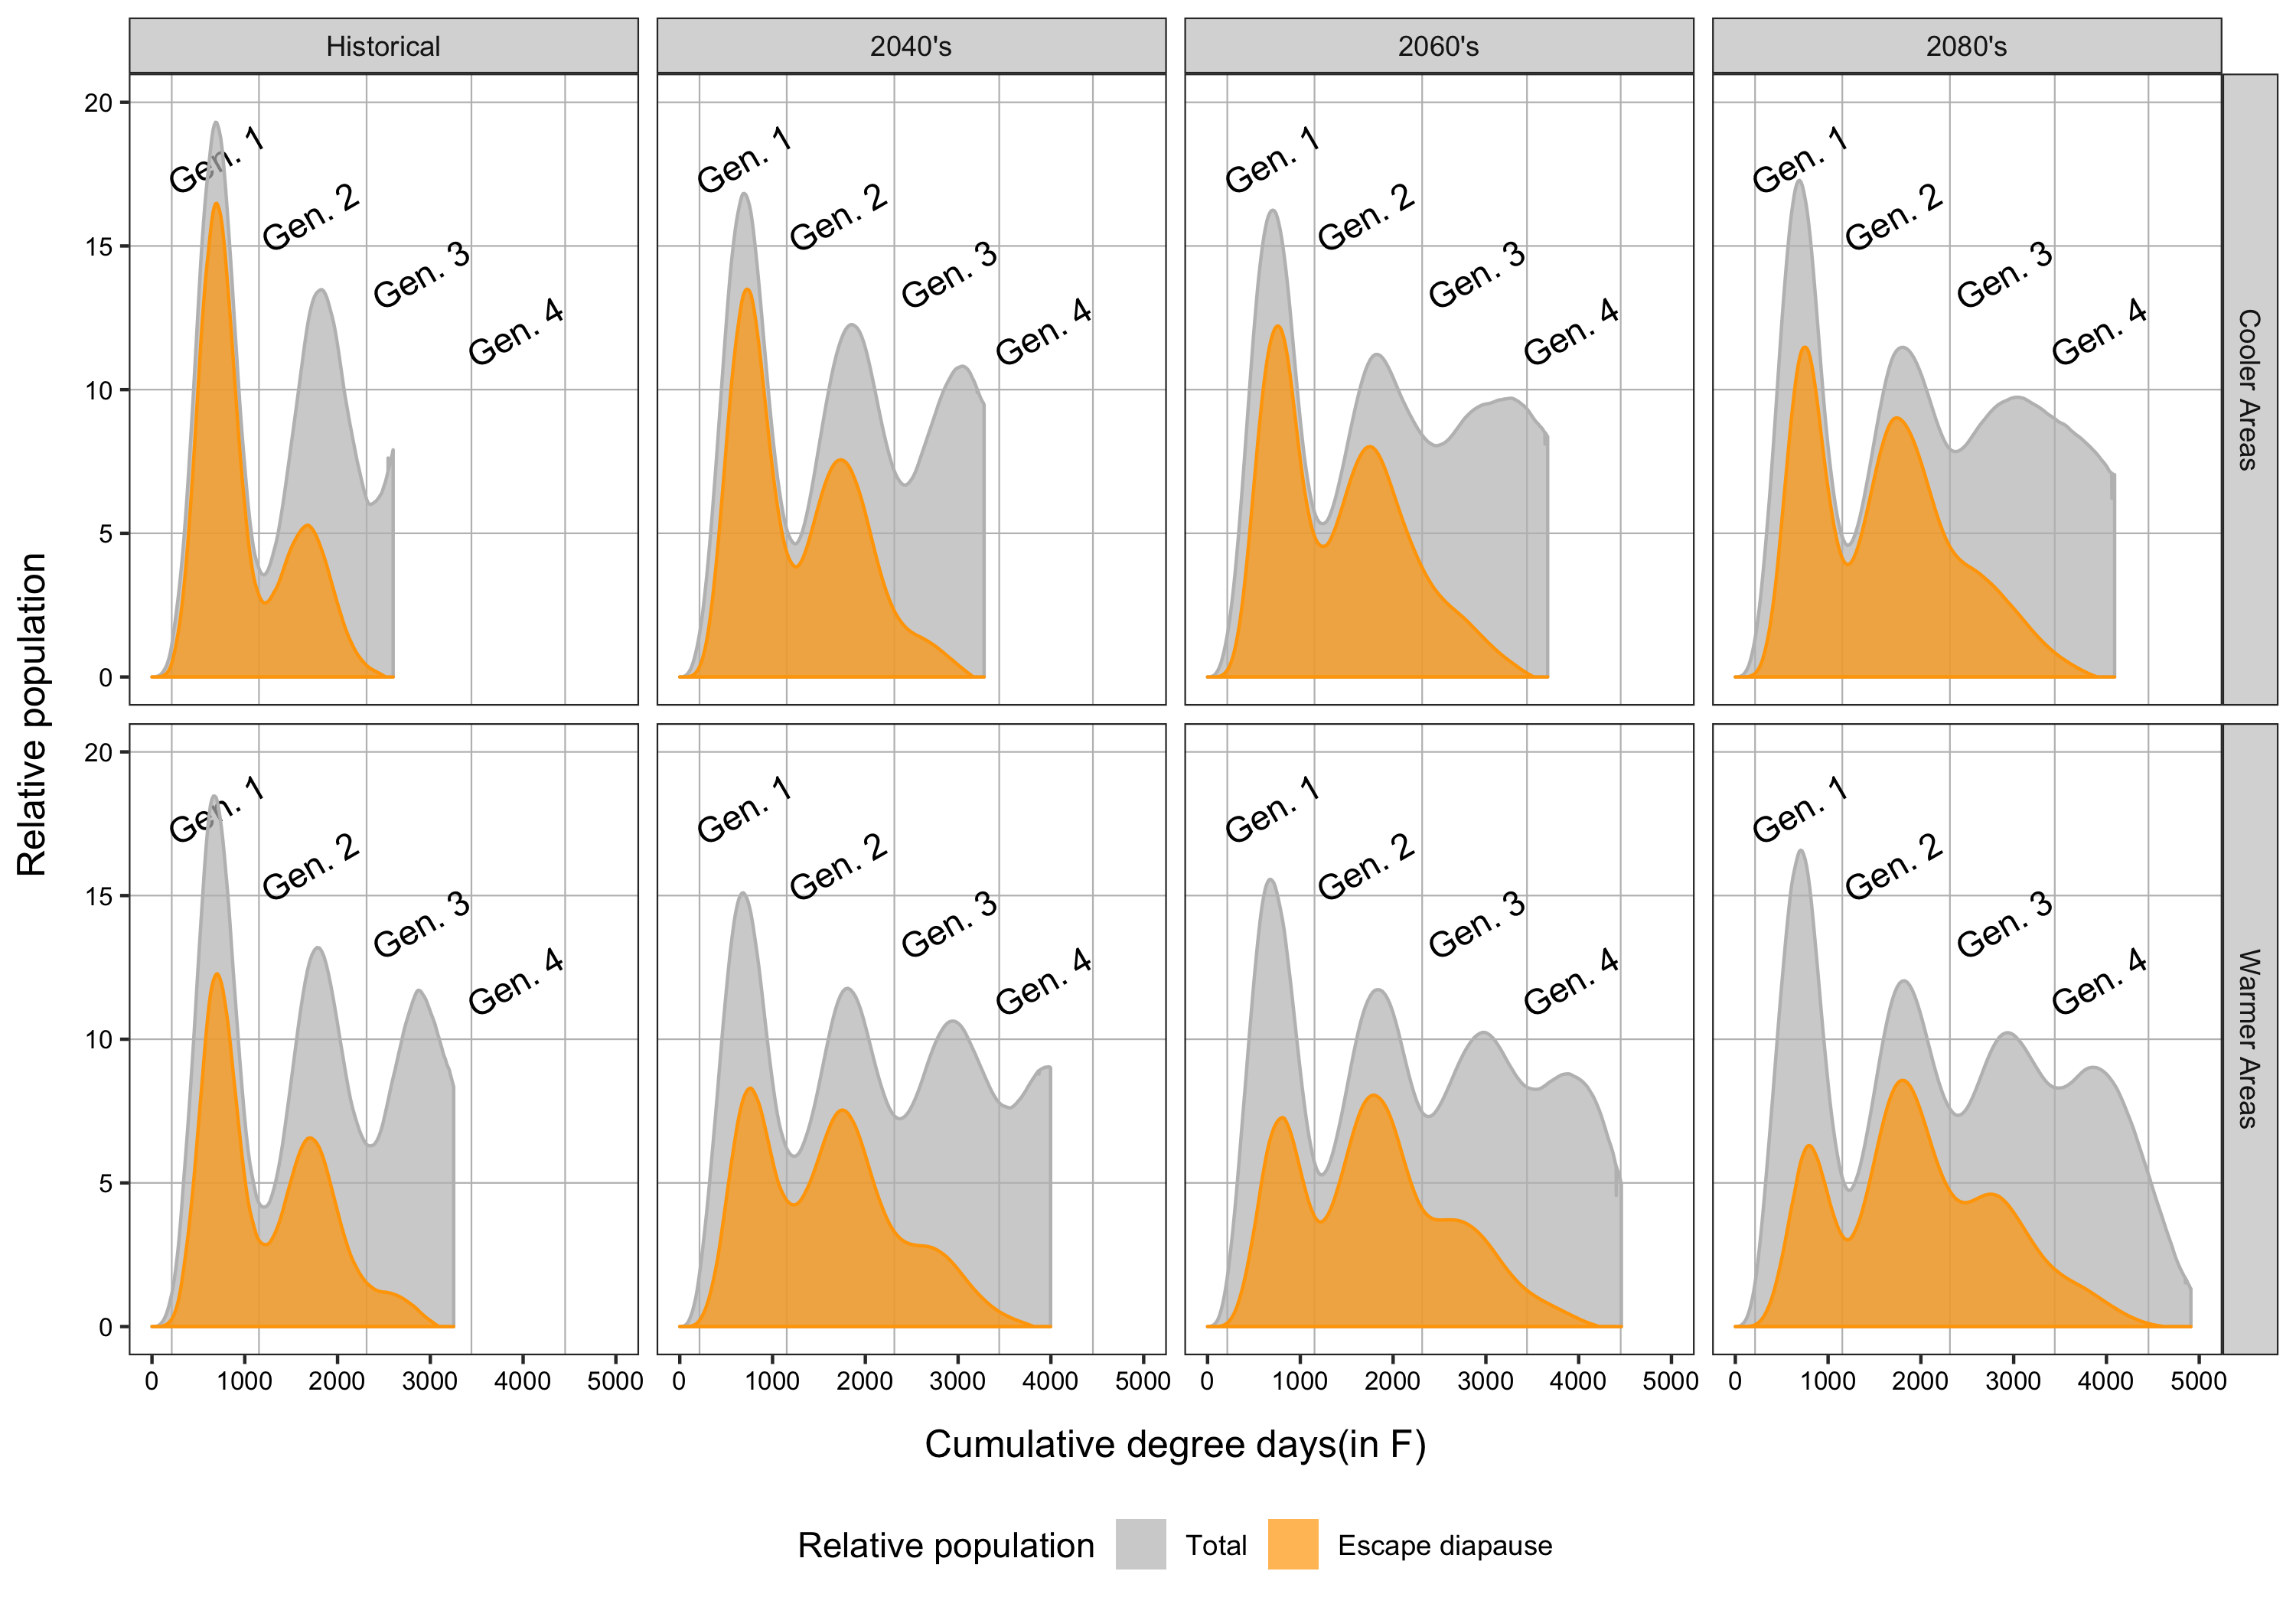 Historical
2040's
2060's
2080's
Relative population
20
15
10
5
0
Gen. 1
Gen. 2
Gen. 3
Gen. 4
Gen. 1
Gen. 2
Gen. 3
Gen. 4
Gen. 1
Gen. 2
Gen. 3
Gen. 4
Gen. 1
Gen. 2
Gen. 3
Gen. 4
Cooler Areas
20
15
10
5
0
Gen. 1
Gen. 2
Gen. 3
Gen. 4
Gen. 1
Gen. 2
Gen. 3
Gen. 4
Gen. 1
Gen. 2
Gen. 3
Gen. 4
Gen. 1
Gen. 2
Gen. 3
Gen. 4
Warmer Areas
0 1000 2000 3000 4000 5000
0 1000 2000 3000 4000 5000
0 1000 2000 3000 4000 5000
0 1000 2000 3000 4000 5000
Cumulative degree days(in F)
Relative population Total Escape diapause